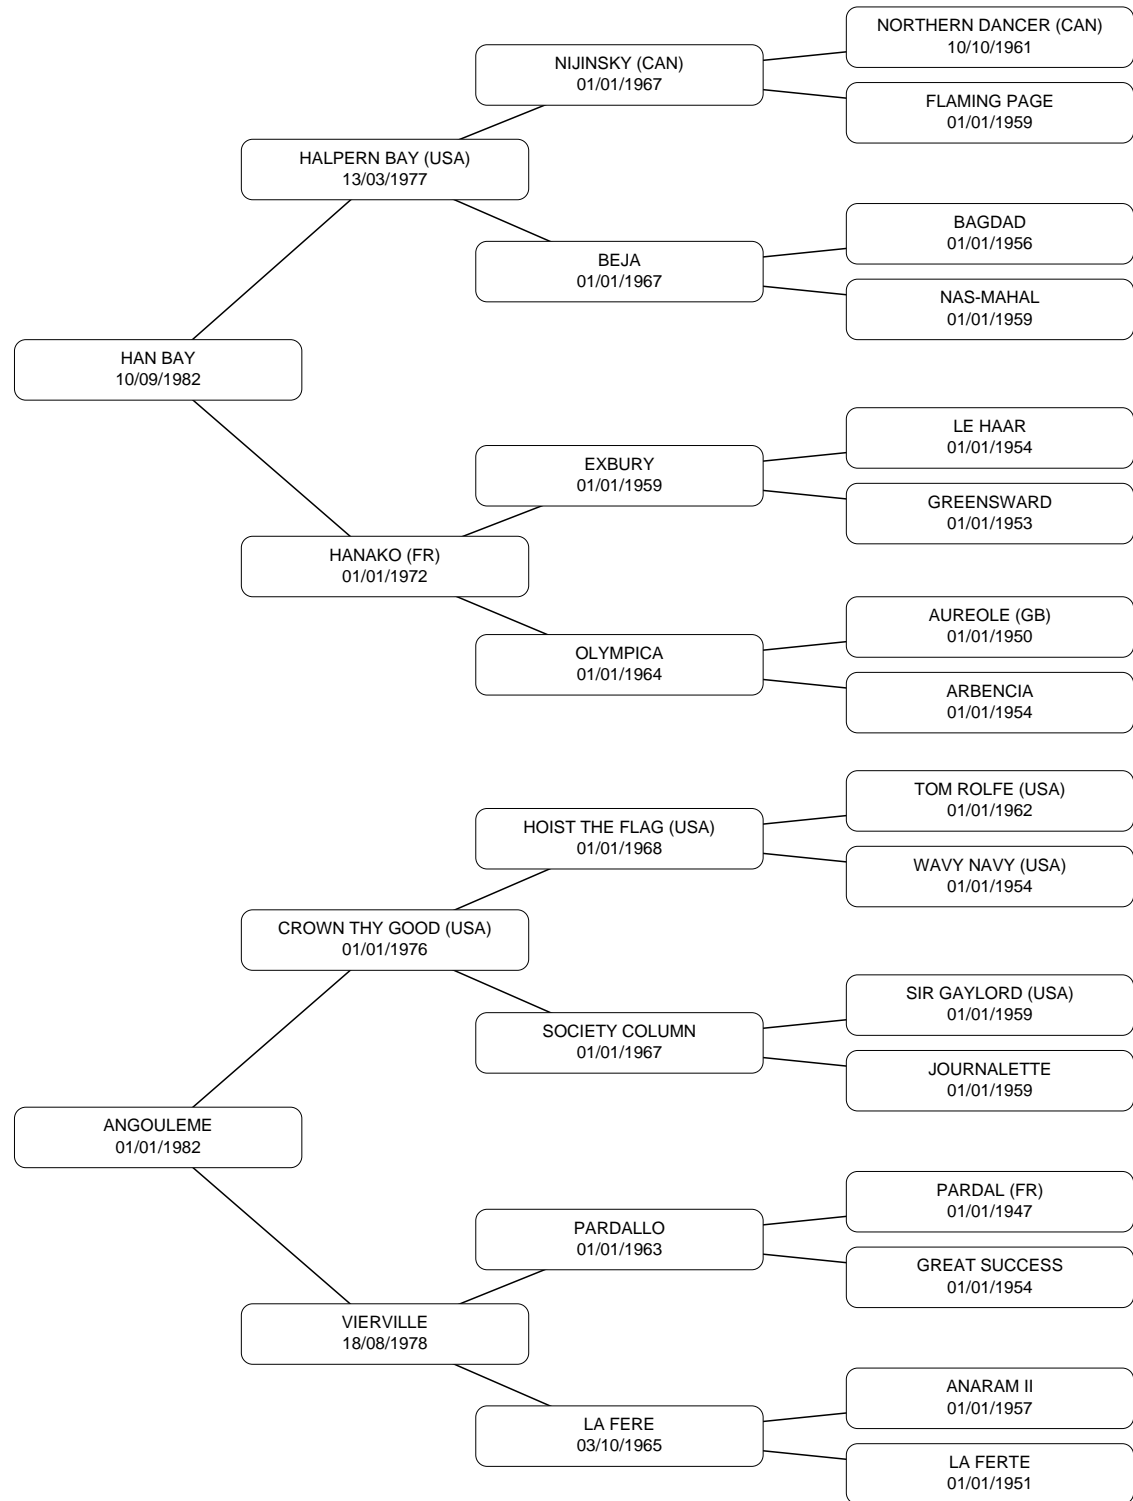 NORTHERN DANCER (CAN)
10/10/1961
NIJINSKY (CAN)
01/01/1967
FLAMING PAGE
01/01/1959
HALPERN BAY (USA)
13/03/1977
BAGDAD
01/01/1956
BEJA
01/01/1967
NAS-MAHAL
01/01/1959
HAN BAY
10/09/1982
LE HAAR
01/01/1954
EXBURY
01/01/1959
GREENSWARD
01/01/1953
HANAKO (FR)
01/01/1972
AUREOLE (GB)
01/01/1950
OLYMPICA
01/01/1964
ARBENCIA
01/01/1954
TOM ROLFE (USA)
01/01/1962
HOIST THE FLAG (USA)
01/01/1968
WAVY NAVY (USA)
01/01/1954
CROWN THY GOOD (USA)
01/01/1976
SIR GAYLORD (USA)
01/01/1959
SOCIETY COLUMN
01/01/1967
JOURNALETTE
01/01/1959
ANGOULEME
01/01/1982
PARDAL (FR)
01/01/1947
PARDALLO
01/01/1963
GREAT SUCCESS
01/01/1954
VIERVILLE
18/08/1978
ANARAM II
01/01/1957
LA FERE
03/10/1965
LA FERTE
01/01/1951